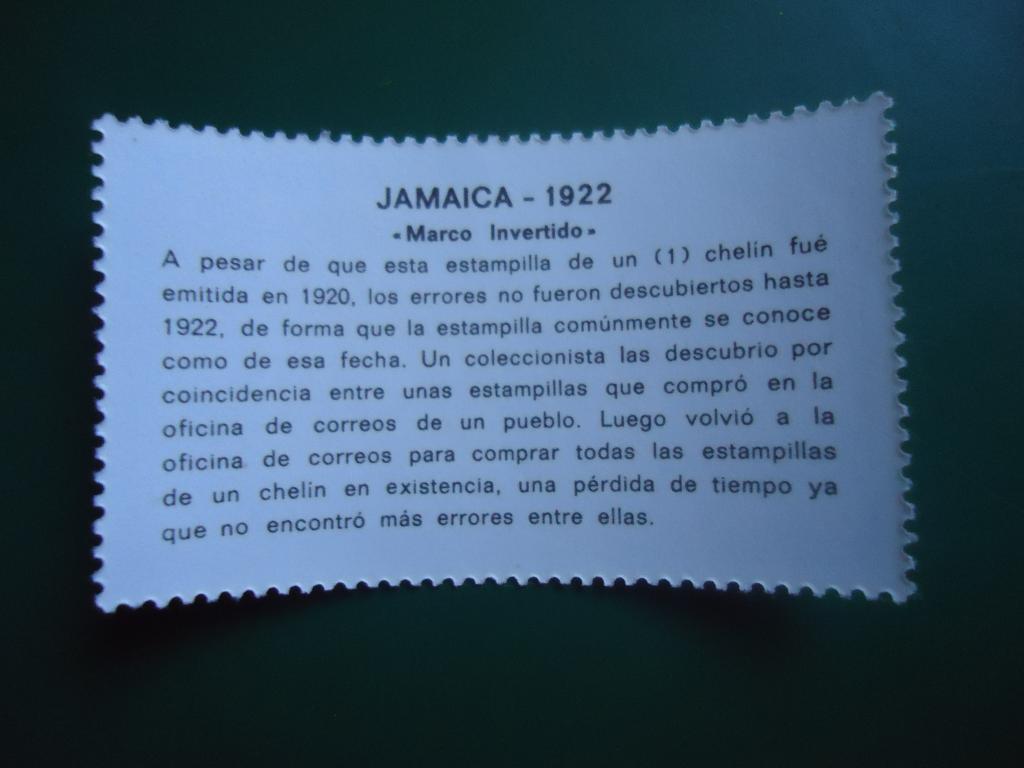 JAMAICA - 1922
«Marco Invertido»
A pesar de que esta estampilla de un (1) chelín fué
emitida en 1920, los errores no fueron descubiertos hasta
1922, de forma que la estampilla comúnmente se conoce
como de esa fecha. Un coleccionista las descubrio por
coincidencia entre unas estampillas que compró en la
oficina de correos de un pueblo. Luego volvió a la
oficina de correos para comprar todas las estampillas
de un chelín en existencia, una pérdida de tiempo ya
que no encontró más errores entre ellas.